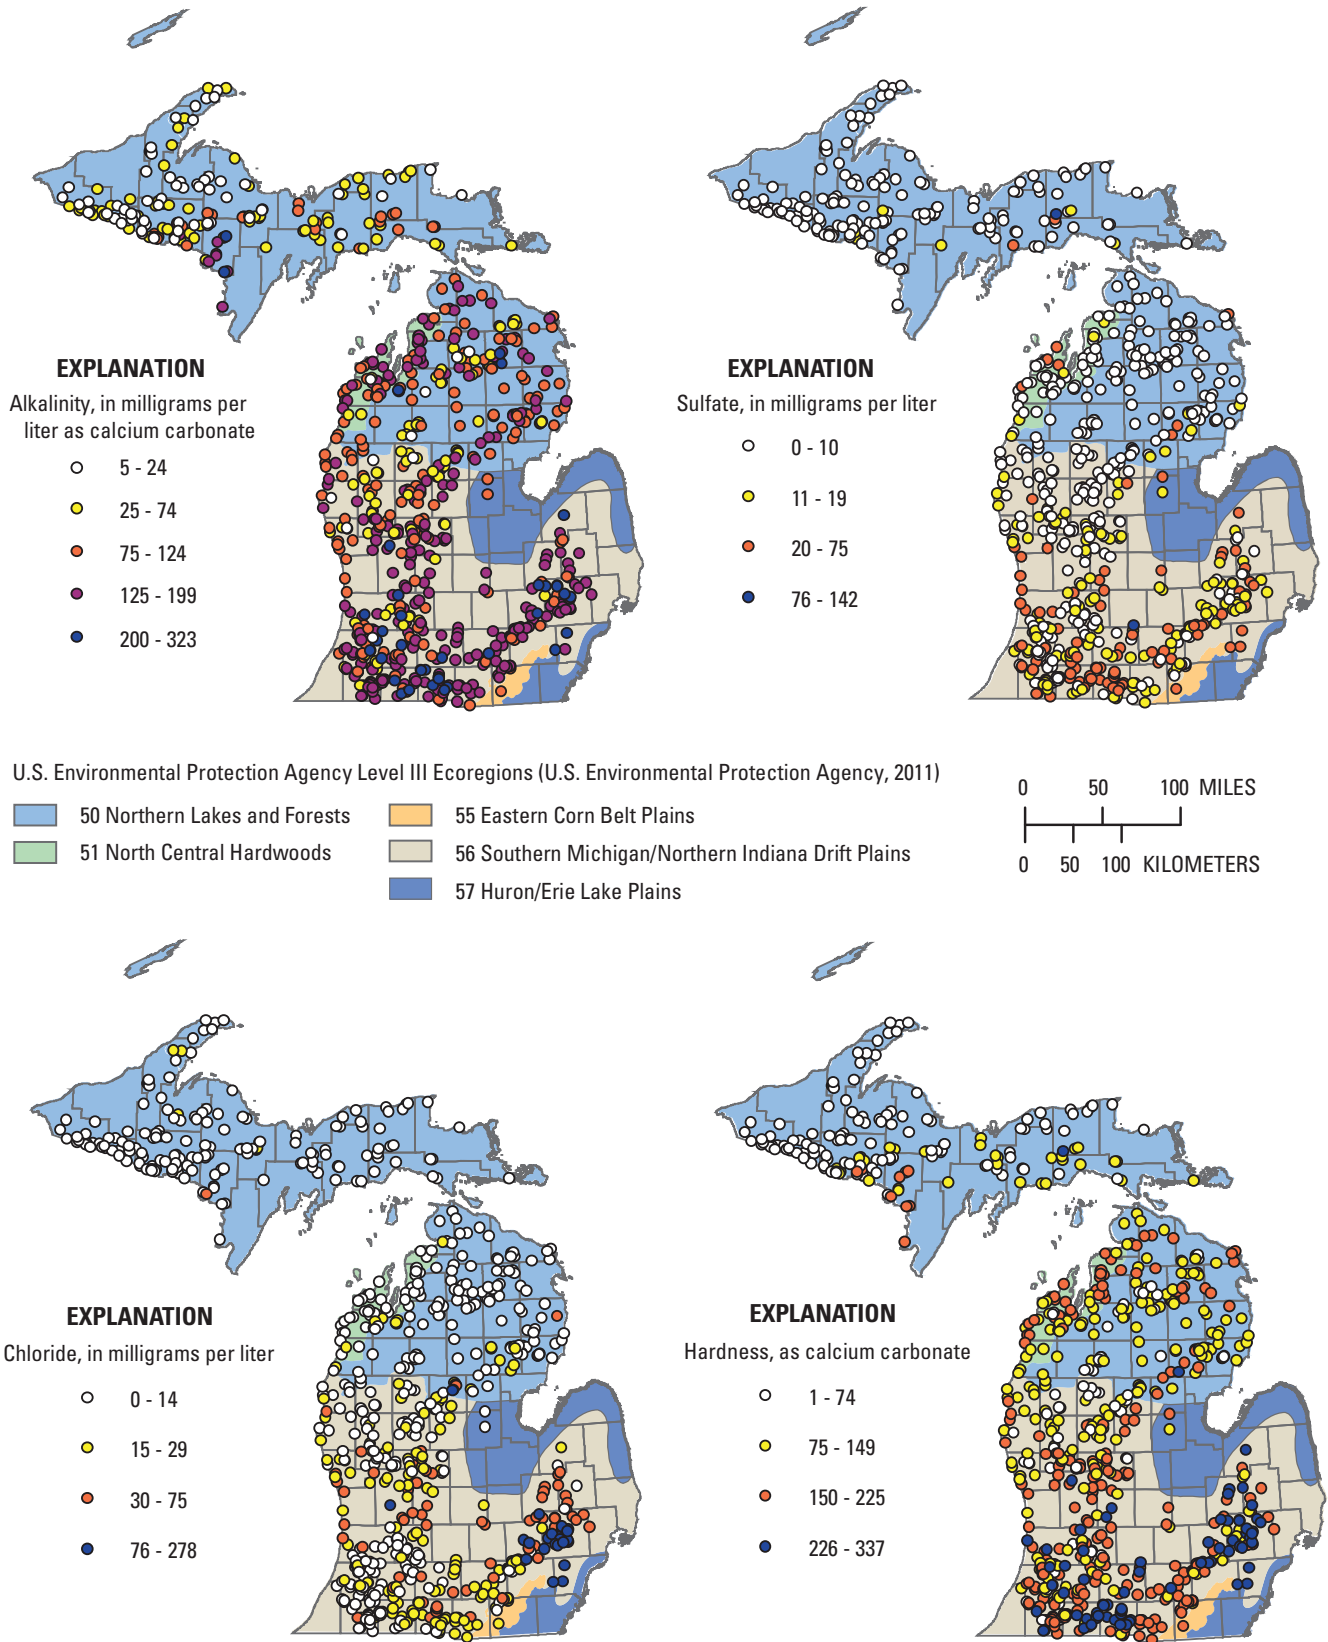 EXPLANATION
Alkalinity, in milligrams per
liter as calcium carbonate
5 - 24
25 - 74
75 - 124
125 - 199
200 - 323
EXPLANATION
Sulfate, in milligrams per liter
0 - 10
11 - 19
20 - 75
76 - 142
U.S. Environmental Protection Agency Level III Ecoregions (U.S. Environmental Protection Agency, 2011)
50 Northern Lakes and Forests
51 North Central Hardwoods
55 Eastern Corn Belt Plains
56 Southern Michigan/Northern Indiana Drift Plains
57 Huron/Erie Lake Plains
0 50 100 MILES
0 50 100 KILOMETERS
EXPLANATION
Chloride, in milligrams per liter
0 - 14
15 - 29
30 - 75
76 - 278
EXPLANATION
Hardness, as calcium carbonate
1 - 74
75 - 149
150 - 225
226 - 337